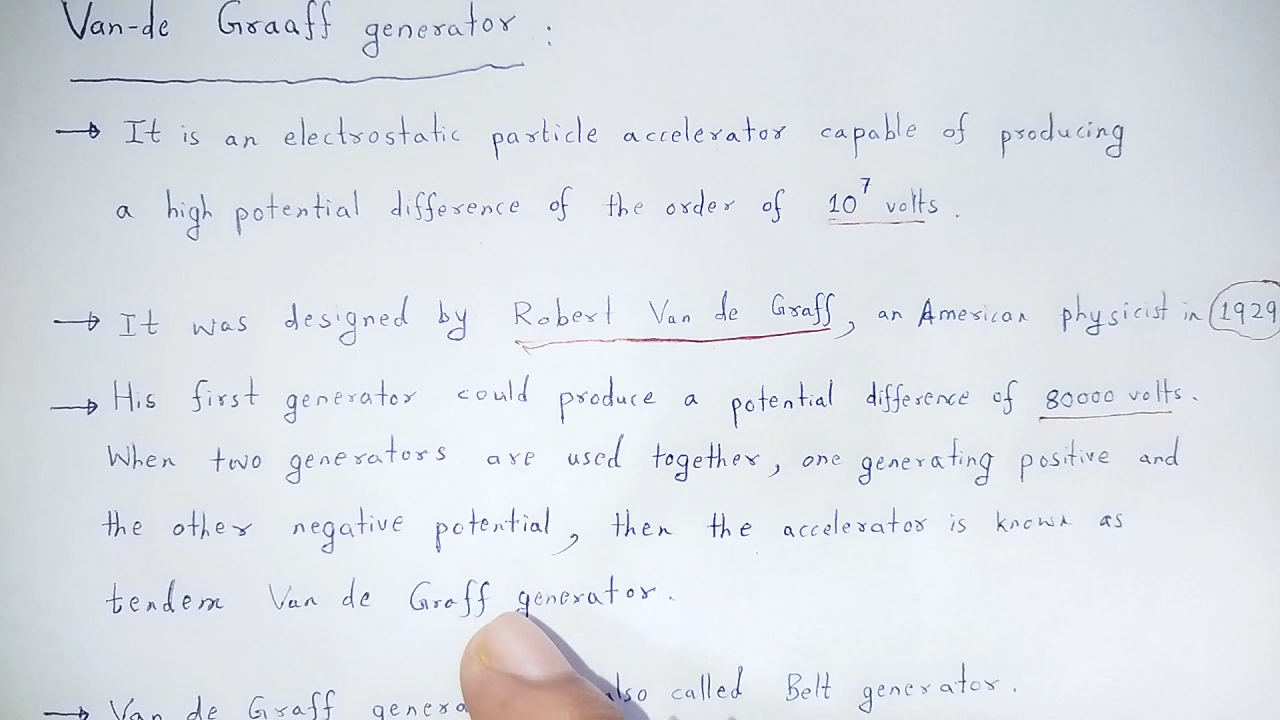 Van-de Graaff generator :
→ It is an electrostatic particle accelerator capable of producing
a high potential difference of the order of 10⁷ volts.
→ It was designed by Robert Van de Graff, an American physicist in 1929
→ His first generator could produce a potential difference of 80000 volts.
When two generators are used together, one generating positive and
the other negative potential, then the accelerator is known as
tendem Van de Graff generator.
→ Van de Graff also called Belt generator.